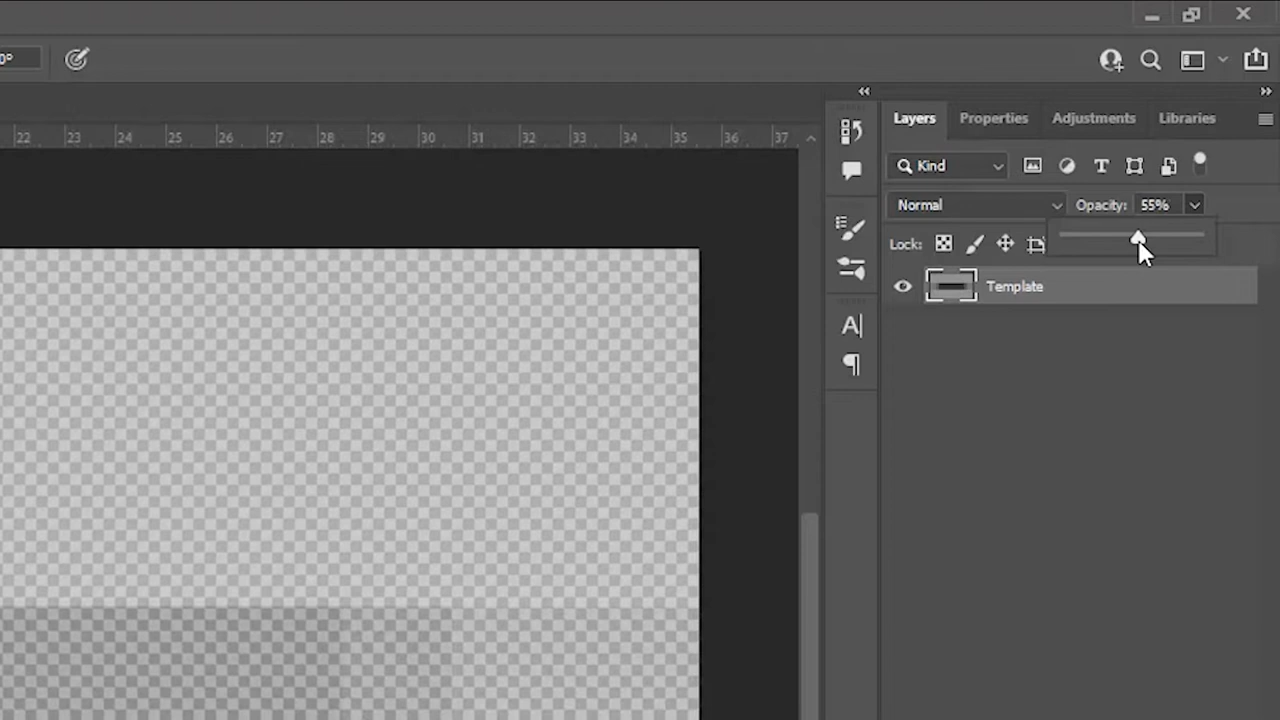 0°
22 23 24 25 26 27 28 29 30 31 32 33 34 35 36 37
Layers Properties Adjustments Libraries
Kind T
Normal Opacity: 55%
Lock:
Template
A
¶